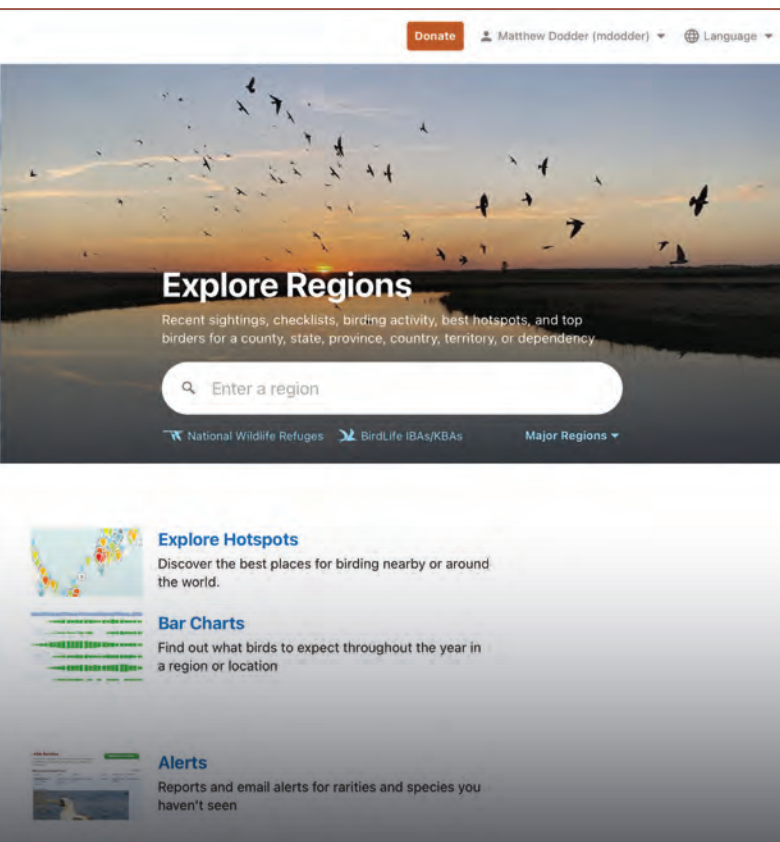 Donate
Matthew Dodder (mdodder)
Language
Explore Regions
Recent sightings, checklists, birding activity, best hotspots, and top
birders for a county, state, province, country, territory, or dependency
Enter a region
National Wildlife Refuges
BirdLife IBAs/KBAs
Major Regions
Explore Hotspots
Discover the best places for birding nearby or around
the world.
Bar Charts
Find out what birds to expect throughout the year in
a region or location
Alerts
Reports and email alerts for rarities and species you
haven't seen